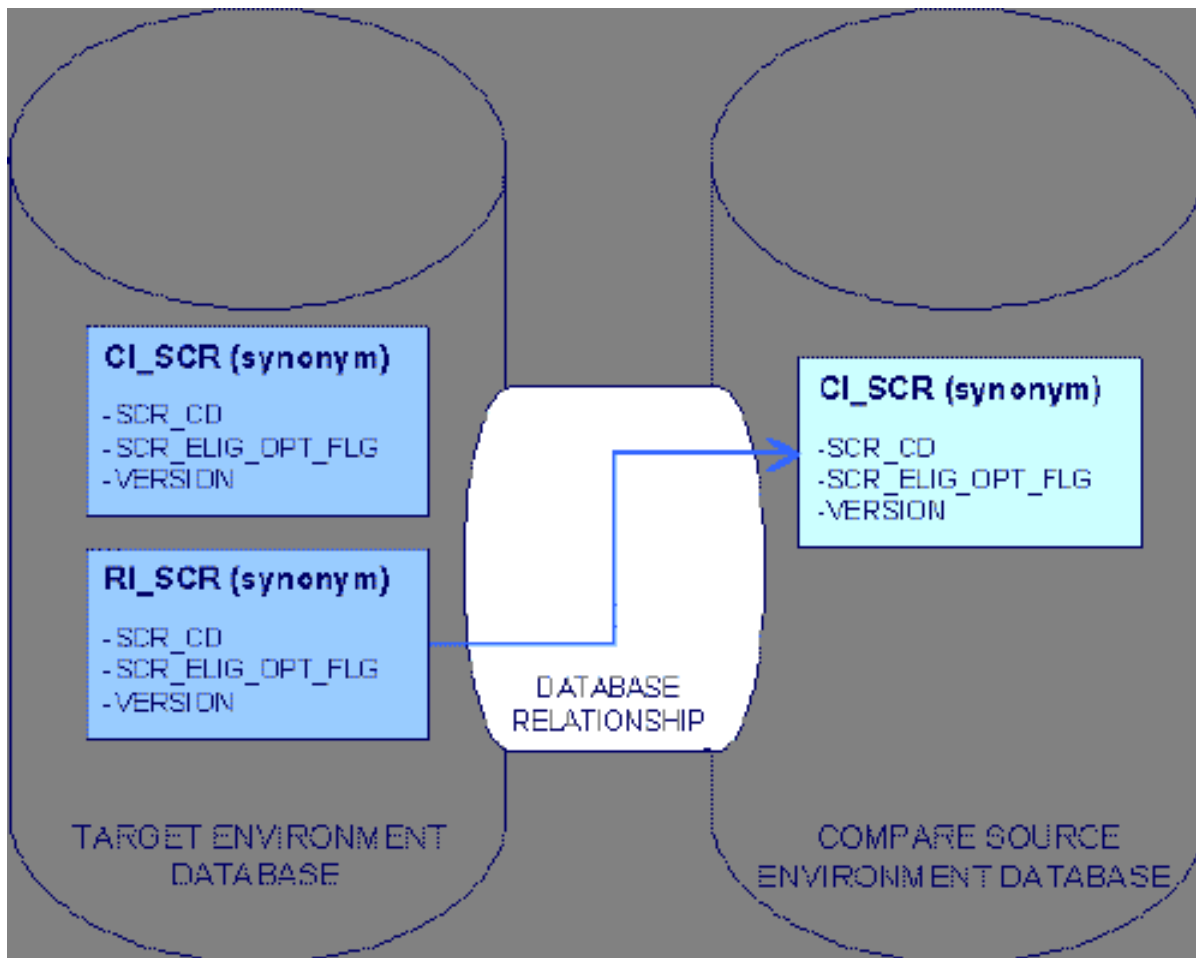 CI_SCR (synonym)
-SCR_CD
-SCR_ELIG_OPT_FLG
-VERSION
RI_SCR (synonym)
-SCR_CD
-SCR_ELIG_OPT_FLG
-VERSION
TARGET ENVIRONMENT
DATABASE
DATABASE
RELATIONSHIP
CI_SCR (synonym)
-SCR_CD
-SCR_ELIG_OPT_FLG
-VERSION
COMPARE SOURCE
ENVIRONMENT DATABASE